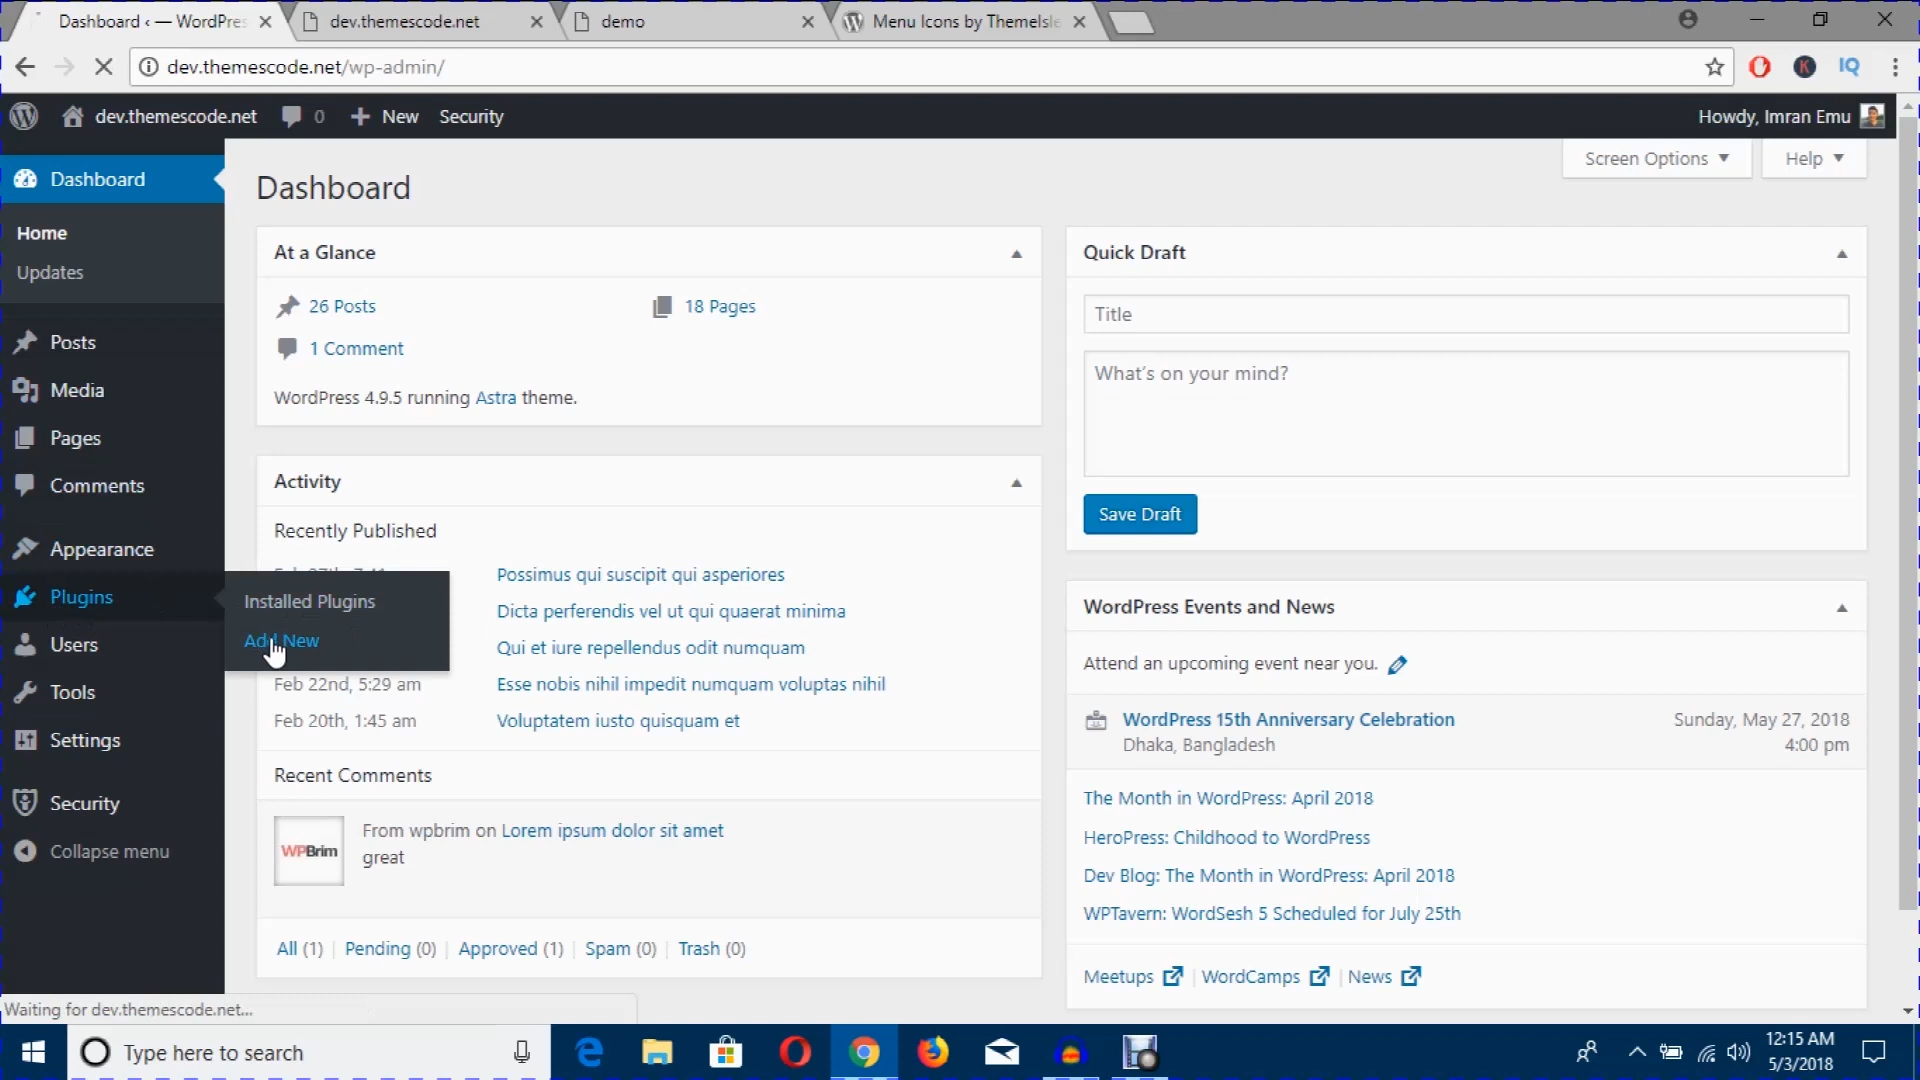 Dashboard ‹ — WordPres
dev.themescode.net
demo
Menu Icons by ThemeIsle
dev.themescode.net/wp-admin/
IQ
dev.themescode.net
0
New
Security
Howdy, Imran Emu
Screen Options
Help
Dashboard
Home
Updates
Posts
Media
Pages
Comments
Appearance
Plugins
Users
Tools
Settings
Security
Collapse menu
Installed Plugins
Add New
Dashboard
At a Glance
26 Posts
18 Pages
1 Comment
WordPress 4.9.5 running Astra theme.
Activity
Recently Published
Possimus qui suscipit qui asperiores
Dicta perferendis vel ut qui quaerat minima
Qui et iure repellendus odit numquam
Feb 22nd, 5:29 am
Esse nobis nihil impedit numquam voluptas nihil
Feb 20th, 1:45 am
Voluptatem iusto quisquam et
Recent Comments
WPBrim
From wpbrim on Lorem ipsum dolor sit amet
great
All (1) | Pending (0) | Approved (1) | Spam (0) | Trash (0)
Quick Draft
Title
What's on your mind?
Save Draft
WordPress Events and News
Attend an upcoming event near you.
WordPress 15th Anniversary Celebration
Dhaka, Bangladesh
Sunday, May 27, 2018
4:00 pm
The Month in WordPress: April 2018
HeroPress: Childhood to WordPress
Dev Blog: The Month in WordPress: April 2018
WPTavern: WordSesh 5 Scheduled for July 25th
Meetups | WordCamps | News
Waiting for dev.themescode.net...
Type here to search
12:15 AM
5/3/2018